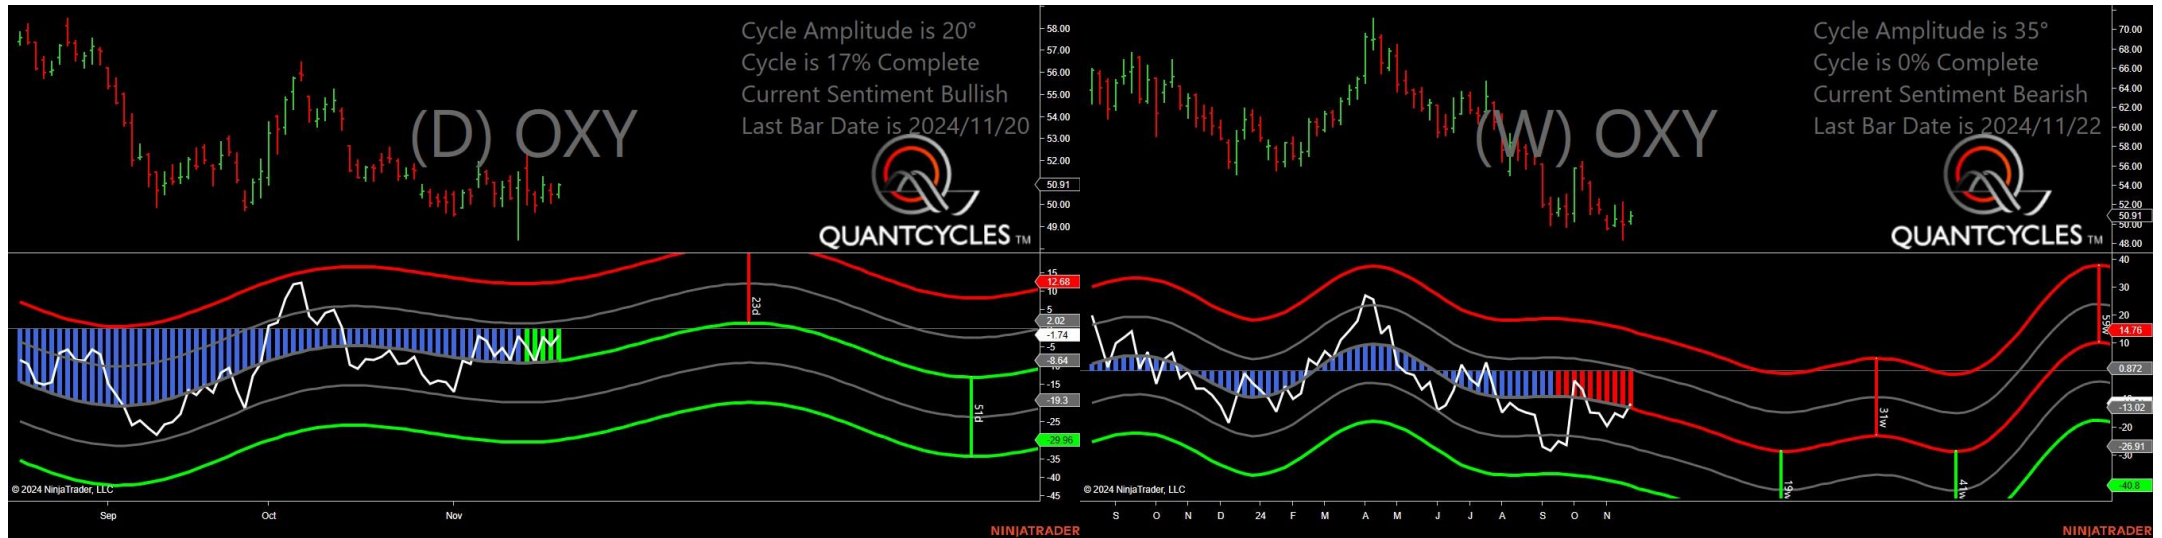 Cycle Amplitude is 20°
Cycle is 17% Complete
Current Sentiment Bullish
Last Bar Date is 2024/11/20
(D) OXY
QUANTCYCLES TM
58.00
57.00
56.00
55.00
54.00
53.00
52.00
50.91
50.00
49.00
15
12.68
10
5
2.02
-1.74
-5
-8.64
-15
-19.3
-25
-29.96
-35
-40
-45
23d
51d
© 2024 NinjaTrader, LLC
Sep Oct Nov
NINJATRADER
Cycle Amplitude is 35°
Cycle is 0% Complete
Current Sentiment Bearish
Last Bar Date is 2024/11/22
(W) OXY
QUANTCYCLES TM
70.00
68.00
66.00
64.00
62.00
60.00
58.00
56.00
54.00
52.00
50.91
50.00
48.00
40
30
20
14.76
10
0.872
-13.02
-20
-26.91
-30
-40.8
59w
31w
19w
41w
© 2024 NinjaTrader, LLC
S O N D 24 F M A M J J A S O N
NINJATRADER